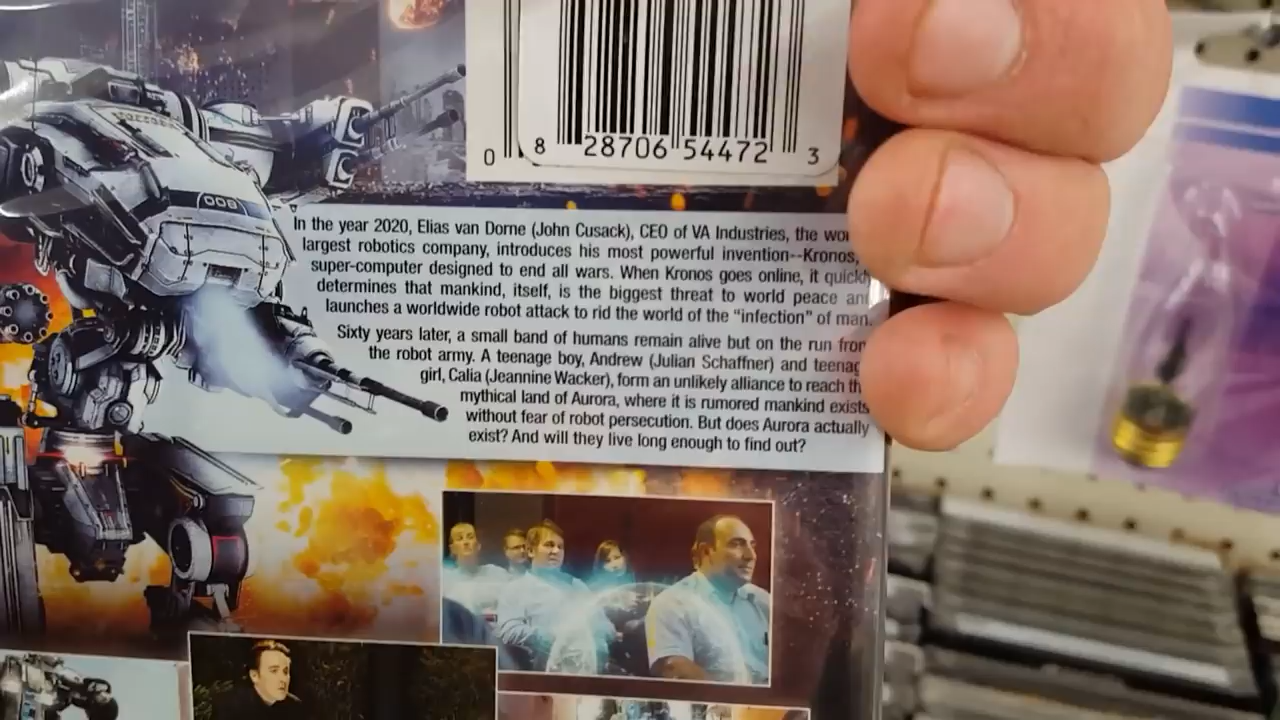 0 8 28706 54472 3
008
In the year 2020, Elias van Dorne (John Cusack), CEO of VA Industries, the
largest robotics company, introduces his most powerful invention--Kronos,
super-computer designed to end all wars. When Kronos goes online, it
determines that mankind, itself, is the biggest threat to world peace
launches a worldwide robot attack to rid the world of the “infection” of man.
Sixty years later, a small band of humans remain alive but on the run
the robot army. A teenage boy, Andrew (Julian Schaffner) and
girl, Calia (Jeannine Wacker), form an unlikely alliance to reach
mythical land of Aurora, where it is rumored mankind exists
without fear of robot persecution. But does Aurora actually
exist? And will they live long enough to find out?